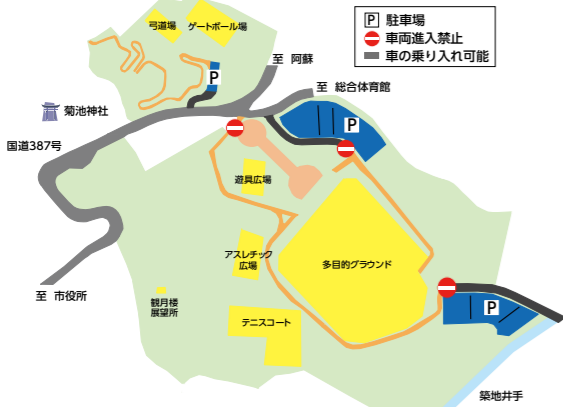 弓道場
ゲートボール場
P 駐車場
車両進入禁止
車の乗り入れ可能
至 阿蘇
P
至 総合体育館
菊池神社
P
国道387号
遊具広場
アスレチック
広場
多目的グラウンド
至 市役所
観月楼
展望所
テニスコート
P
築地井手